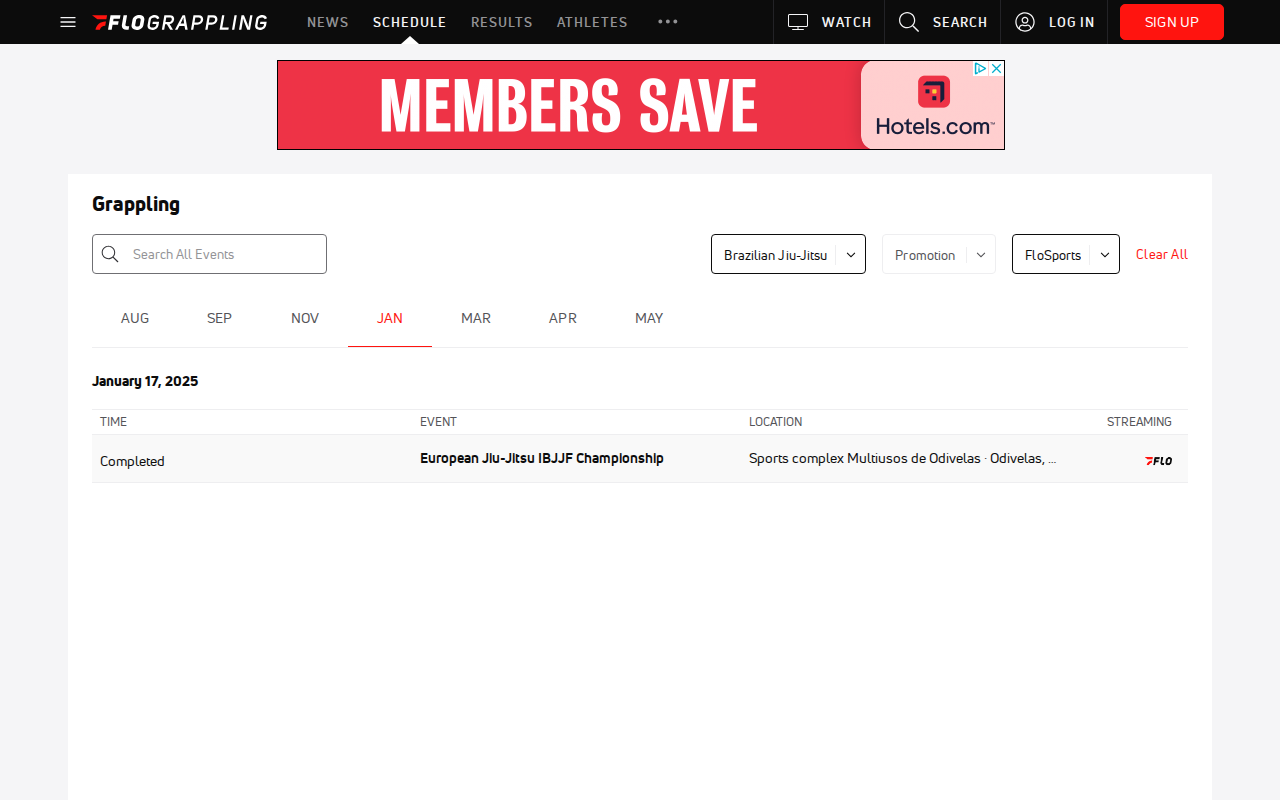 FLOGRAPPLING NEWS SCHEDULE RESULTS ATHLETES WATCH SEARCH LOG IN SIGN UP
MEMBERS SAVE
Hotels.com
Grappling
Search All Events Brazilian Jiu-Jitsu Promotion FloSports Clear All
AUG SEP NOV JAN MAR APR MAY
January 17, 2025
TIME EVENT LOCATION STREAMING
Completed European Jiu-Jitsu IBJJF Championship Sports complex Multiusos de Odivelas · Odivelas, ... FLO